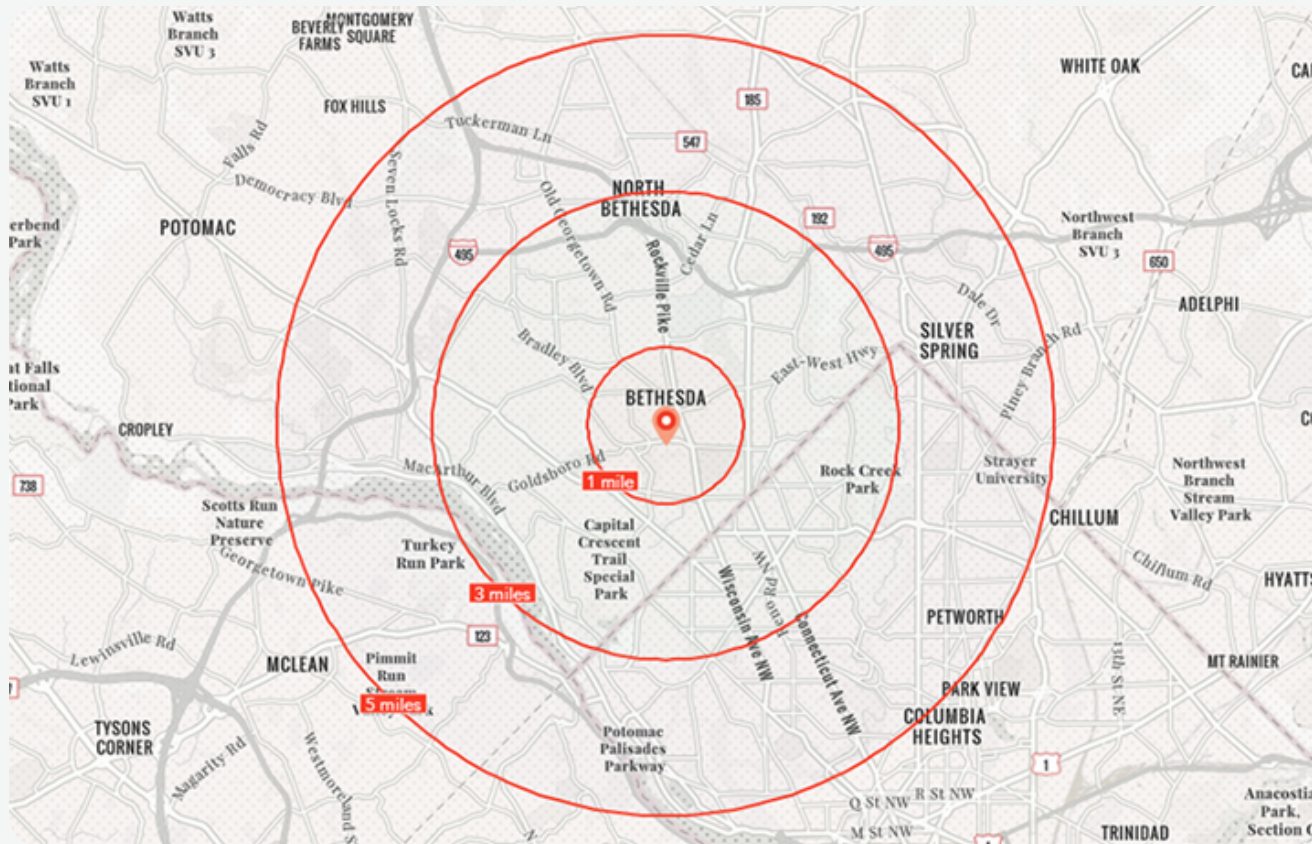 Watts
Branch
SVU 3
MONTGOMERY
SQUARE
BEVERLY
FARMS
Watts
Branch
SVU 1
FOX HILLS
WHITE OAK
185
Tuckerman Ln
547
Falls Rd
Seven Locks Rd
Democracy Blvd
Old Georgetown Rd
NORTH
BETHESDA
POTOMAC
192
Cedar Ln
Northwest
Branch
SVU 3
Park
495
Rockville Pike
495
650
Dale Dr
ADELPHI
SILVER
SPRING
Bradley Blvd
East-West Hwy
Piney Branch Rd
Park
BETHESDA
CROPLEY
MacArthur Blvd
Goldsboro Rd
1 mile
Rock Creek
Park
Strayer
University
Northwest
Branch
Stream
Valley Park
738
Scotts Run
Nature
Preserve
Turkey
Run Park
Capital
Crescent
Trail
Special
Park
CHILLUM
Georgetown Pike
Chillum Rd
3 miles
Wisconsin Ave NW
Reno Rd NW
Connecticut Ave NW
PETWORTH
123
13th St NE
Lewinsville Rd
MCLEAN
Pimmit
Run
Stream
5 miles
MT RAINIER
PARK VIEW
COLUMBIA
HEIGHTS
TYSONS
CORNER
Magarity Rd
Potomac
Palisades
Parkway
1
Q St NW
R St NW
M St NW
Park,
TRINIDAD